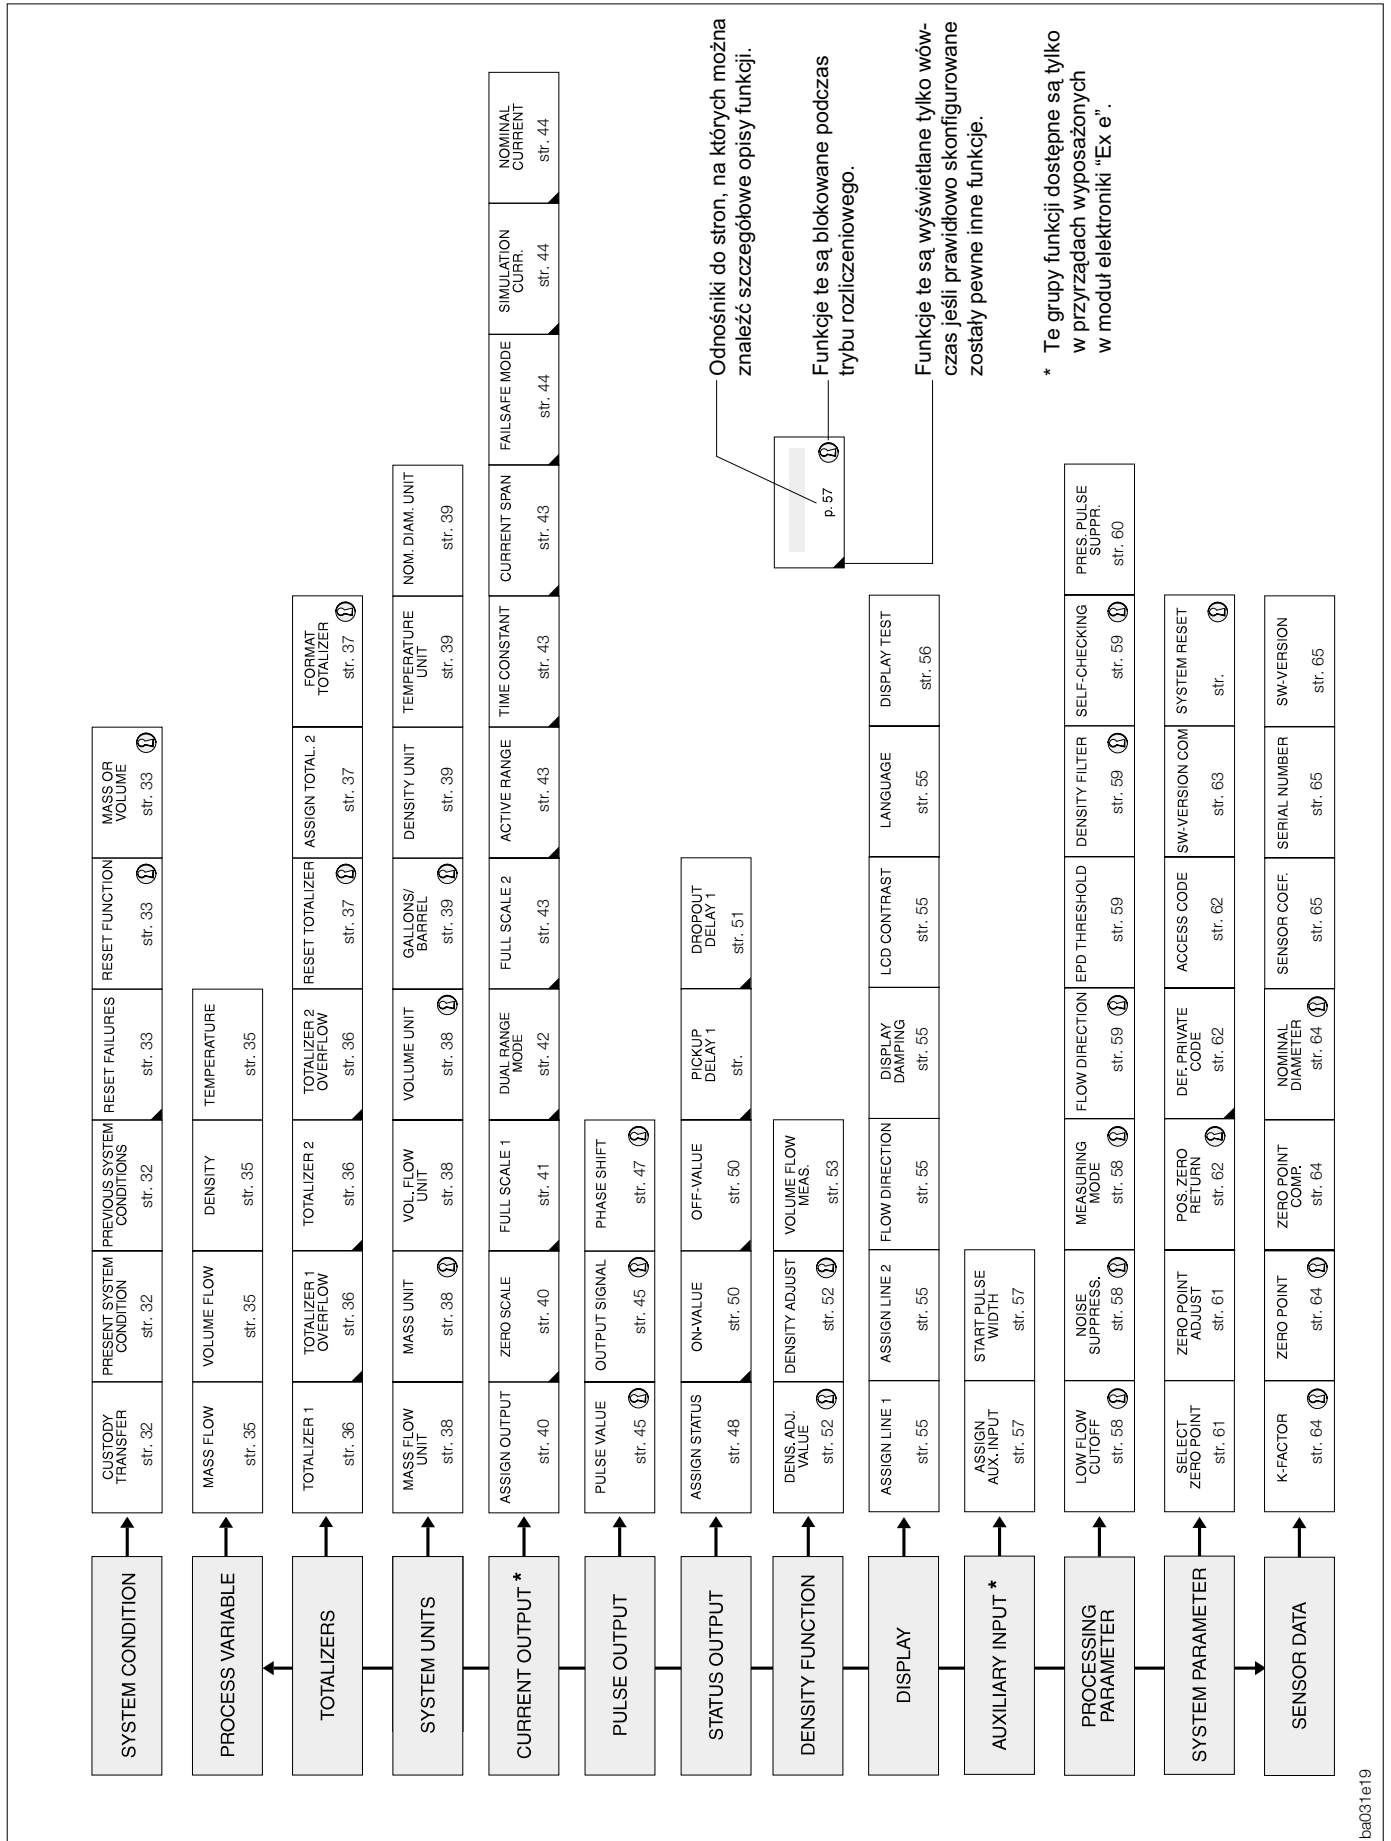 SYSTEM CONDITION
CUSTODY
TRANSFER
str. 32
PRESENT SYSTEM
CONDITION
str. 32
PREVIOUS SYSTEM
CONDITIONS
str. 32
RESET FAILURES
str. 33
RESET FUNCTION
str. 33
MASS OR
VOLUME
str. 33
PROCESS VARIABLE
MASS FLOW
str. 35
VOLUME FLOW
str. 35
DENSITY
str. 35
TEMPERATURE
str. 35
TOTALIZERS
TOTALIZER 1
str. 36
TOTALIZER 1
OVERFLOW
str. 36
TOTALIZER 2
str. 36
TOTALIZER 2
OVERFLOW
str. 36
RESET TOTALIZER
str. 37
ASSIGN TOTAL. 2
str. 37
FORMAT
TOTALIZER
str. 37
SYSTEM UNITS
MASS FLOW
UNIT
str. 38
MASS UNIT
str. 38
VOL. FLOW
UNIT
str. 38
VOLUME UNIT
str. 38
GALLONS/
BARREL
str. 39
DENSITY UNIT
str. 39
TEMPERATURE
UNIT
str. 39
NOM. DIAM. UNIT
str. 39
CURRENT OUTPUT *
ASSIGN OUTPUT
str. 40
ZERO SCALE
str. 40
FULL SCALE 1
str. 41
DUAL RANGE
MODE
str. 42
FULL SCALE 2
str. 43
ACTIVE RANGE
str. 43
TIME CONSTANT
str. 43
CURRENT SPAN
str. 43
FAILSAFE MODE
str. 44
SIMULATION
CURR.
str. 44
NOMINAL
CURRENT
str. 44
PULSE OUTPUT
PULSE VALUE
str. 45
OUTPUT SIGNAL
str. 45
PHASE SHIFT
str. 47
STATUS OUTPUT
ASSIGN STATUS
str. 48
ON-VALUE
str. 50
OFF-VALUE
str. 50
PICKUP
DELAY 1
str.
DROPOUT
DELAY 1
str. 51
DENSITY FUNCTION
DENS. ADJ.
VALUE
str. 52
DENSITY ADJUST
str. 52
VOLUME FLOW
MEAS.
str. 53
DISPLAY
ASSIGN LINE 1
str. 55
ASSIGN LINE 2
str. 55
FLOW DIRECTION
str. 55
DISPLAY
DAMPING
str. 55
LCD CONTRAST
str. 55
LANGUAGE
str. 55
DISPLAY TEST
str. 56
AUXILIARY INPUT *
ASSIGN
AUX. INPUT
str. 57
START PULSE
WIDTH
str. 57
PROCESSING
PARAMETER
LOW FLOW
CUTOFF
str. 58
NOISE
SUPPRESS.
str. 58
MEASURING
MODE
str. 58
FLOW DIRECTION
str. 59
EPD THRESHOLD
str. 59
DENSITY FILTER
str. 59
SELF-CHECKING
str. 59
PRES. PULSE
SUPPR.
str. 60
SYSTEM PARAMETER
SELECT
ZERO POINT
str. 61
ZERO POINT
ADJUST
str. 61
POS. ZERO
RETURN
str. 62
DEF. PRIVATE
CODE
str. 62
ACCESS CODE
str. 62
SW-VERSION COM
str. 63
SYSTEM RESET
str.
SENSOR DATA
K-FACTOR
str. 64
ZERO POINT
str. 64
ZERO POINT
COMP.
str. 64
NOMINAL
DIAMETER
str. 64
SENSOR COEF.
str. 65
SERIAL NUMBER
str. 65
SW-VERSION
str. 65
p. 57
Odnośniki do stron, na których można
znaleźć szczegółowe opisy funkcji.
Funkcje te są blokowane podczas
trybu rozliczeniowego.
Funkcje te są wyświetlane tylko wów-
czas jeśli prawidłowo skonfigurowane
zostały pewne inne funkcje.
* Te grupy funkcji dostępne są tylko
w przyrządach wyposażonych
w moduł elektroniki “Ex e”.
ba031e19